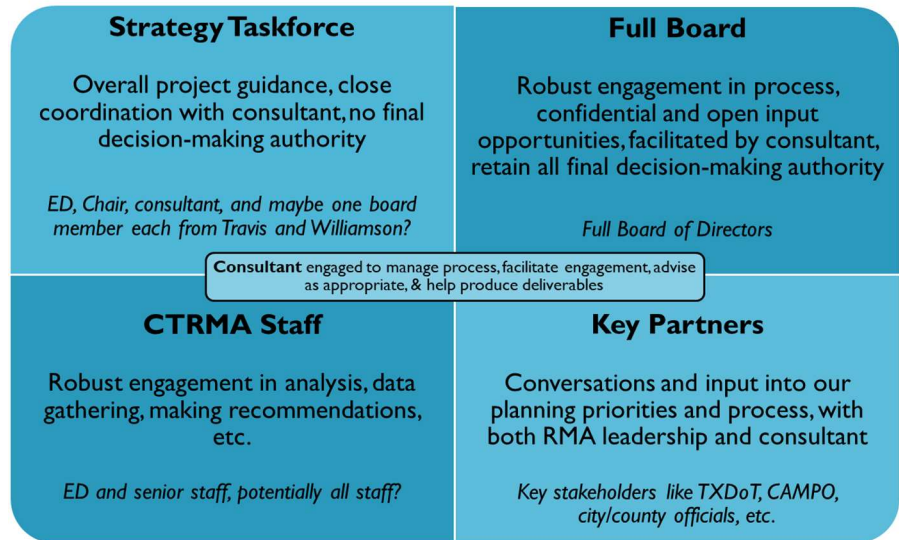 Strategy Taskforce
Overall project guidance, close
coordination with consultant, no final
decision-making authority
ED, Chair, consultant, and maybe one board
member each from Travis and Williamson?
Full Board
Robust engagement in process,
confidential and open input
opportunities, facilitated by consultant,
retain all final decision-making authority
Full Board of Directors
Consultant engaged to manage process, facilitate engagement, advise
as appropriate, & help produce deliverables
CTRMA Staff
Robust engagement in analysis, data
gathering, making recommendations,
etc.
ED and senior staff, potentially all staff?
Key Partners
Conversations and input into our
planning priorities and process, with
both RMA leadership and consultant
Key stakeholders like TXDoT, CAMPO,
city/county officials, etc.